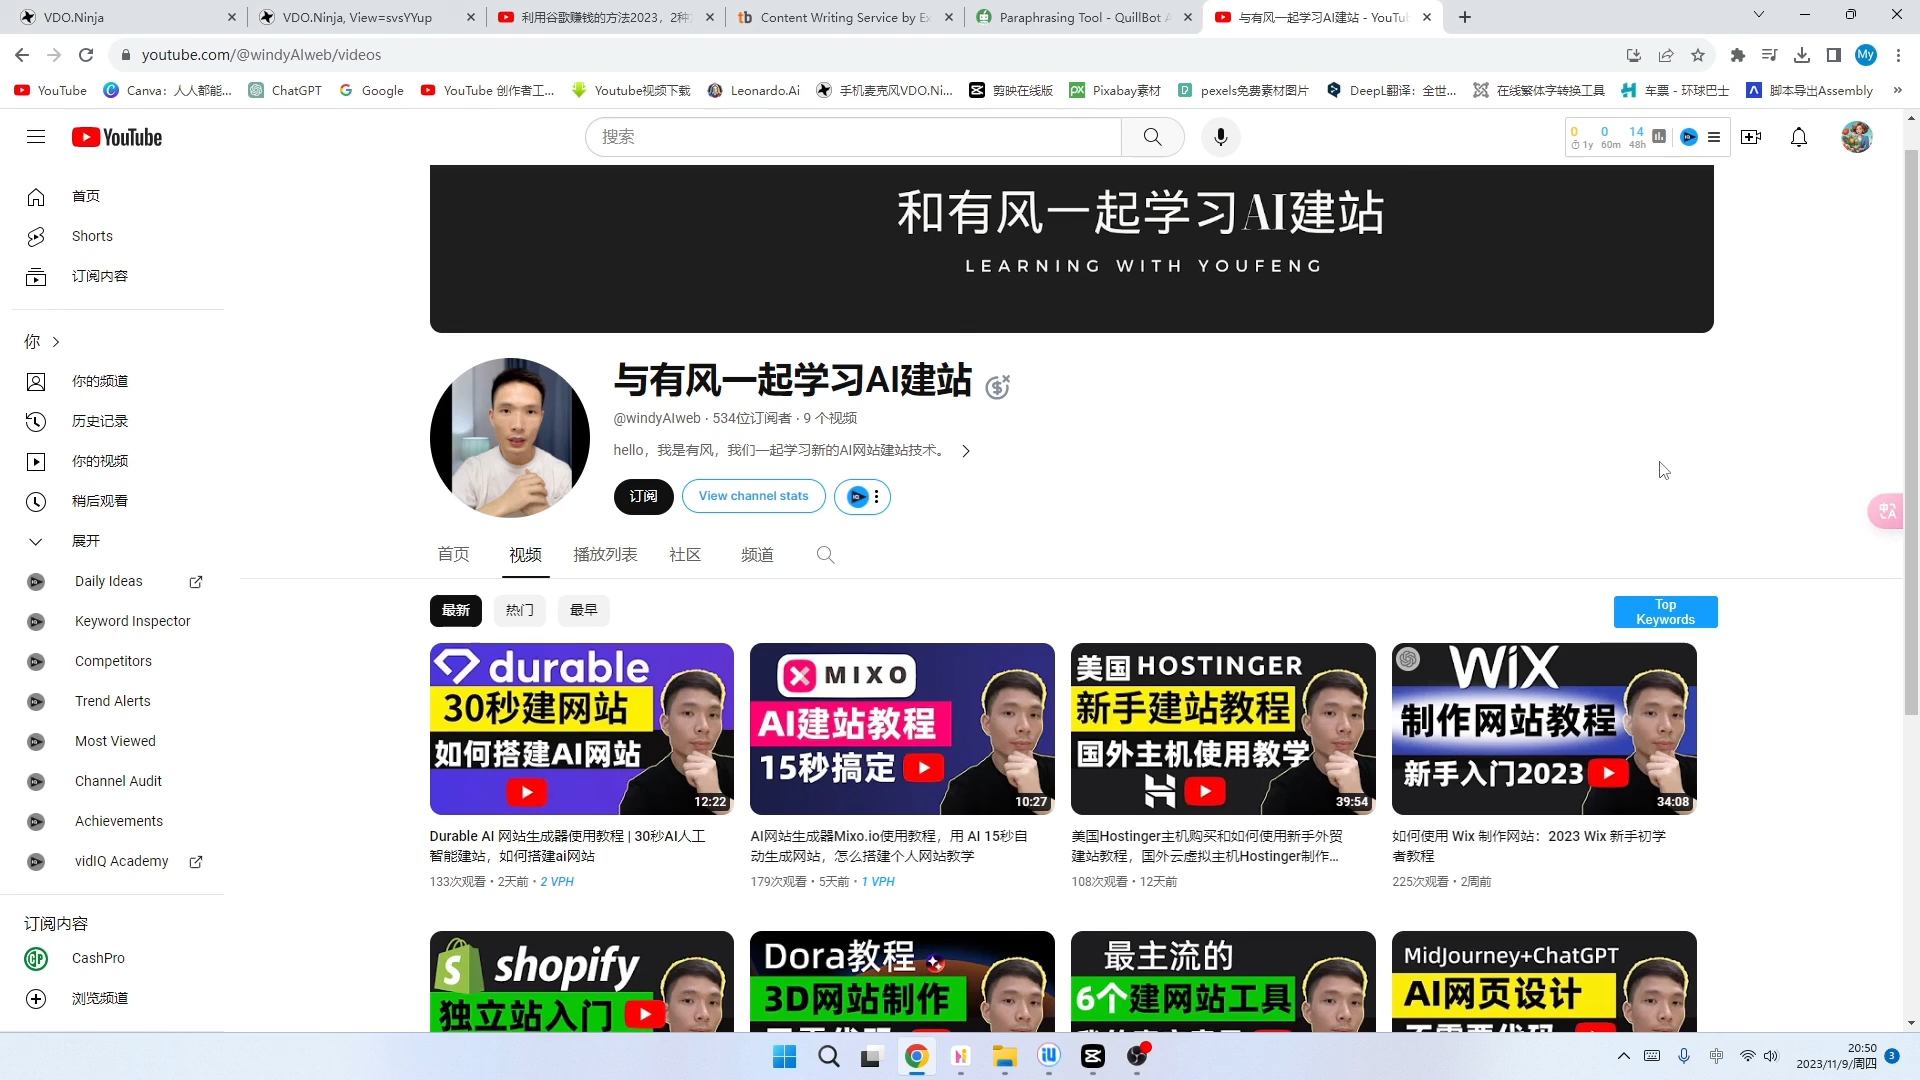 VDO.Ninja
VDO.Ninja, View=svsYYup
利用谷歌赚钱的方法2023，2种
Content Writing Service by Ex
Paraphrasing Tool - QuillBot A
与有风一起学习AI建站 - YouTu
youtube.com/@windyAIweb/videos
My
YouTube
Canva：人人都能...
ChatGPT
Google
YouTube 创作者工...
Youtube视频下载
Leonardo.Ai
手机麦克风VDO.Ni...
剪映在线版
Pixabay素材
pexels免费素材图片
DeepL翻译：全世...
在线繁体字转换工具
车票 - 环球巴士
脚本导出Assembly
YouTube
搜索
0 0 14
1y 60m 48h
首页
Shorts
订阅内容
你
你的频道
历史记录
你的视频
稍后观看
展开
Daily Ideas
Keyword Inspector
Competitors
Trend Alerts
Most Viewed
Channel Audit
Achievements
vidIQ Academy
订阅内容
CashPro
浏览频道
和有风一起学习AI建站
LEARNING WITH YOUFENG
与有风一起学习AI建站
@windyAIweb · 534位订阅者 · 9 个视频
hello，我是有风，我们一起学习新的AI网站建站技术。
订阅
View channel stats
首页 视频 播放列表 社区 频道
最新 热门 最早
Top Keywords
durable
30秒建网站
如何搭建AI网站
12:22
Durable AI 网站生成器使用教程 | 30秒AI人工
智能建站，如何搭建ai网站
133次观看 • 2天前 • 2 VPH
MIXO
AI建站教程
15秒搞定
10:27
AI网站生成器Mixo.io使用教程，用 AI 15秒自
动生成网站，怎么搭建个人网站教学
179次观看 • 5天前 • 1 VPH
美国HOSTINGER
新手建站教程
国外主机使用教学
39:54
美国Hostinger主机购买和如何使用新手外贸
建站教程，国外云虚拟主机Hostinger制作...
108次观看 • 12天前
WiX
制作网站教程
新手入门2023
34:08
如何使用 Wix 制作网站：2023 Wix 新手初学
者教程
225次观看 • 2周前
shopify
独立站入门
Dora教程
3D网站制作
最主流的
6个建网站工具
MidJourney+ChatGPT
AI网页设计
不需要代码
中
20:50
2023/11/9/周四
3